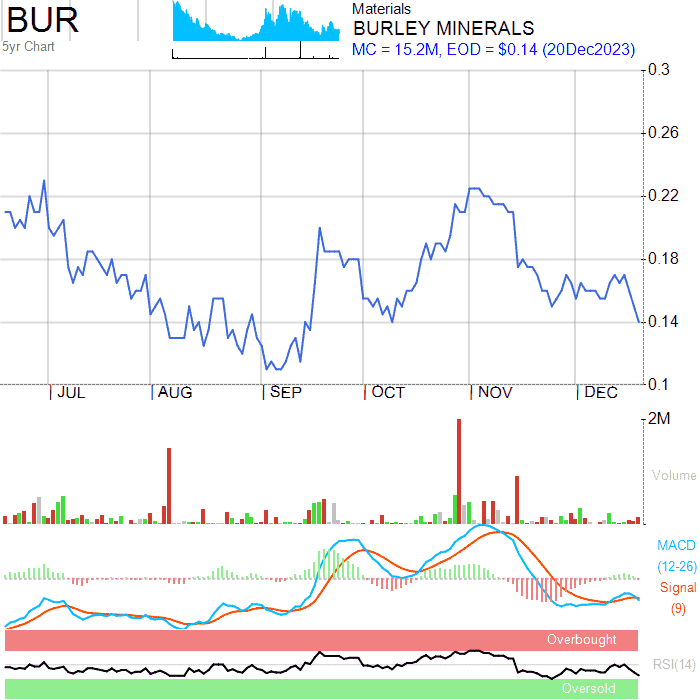 BUR
5yr Chart
Materials
BURLEY MINERALS
MC = 15.2M, EOD = $0.14 (20Dec2023)
0.3
0.26
0.22
0.18
0.14
0.1
JUL AUG SEP OCT NOV DEC
2M
Volume
MACD
(12-26)
Signal
(9)
Overbought
RSI(14)
Oversold